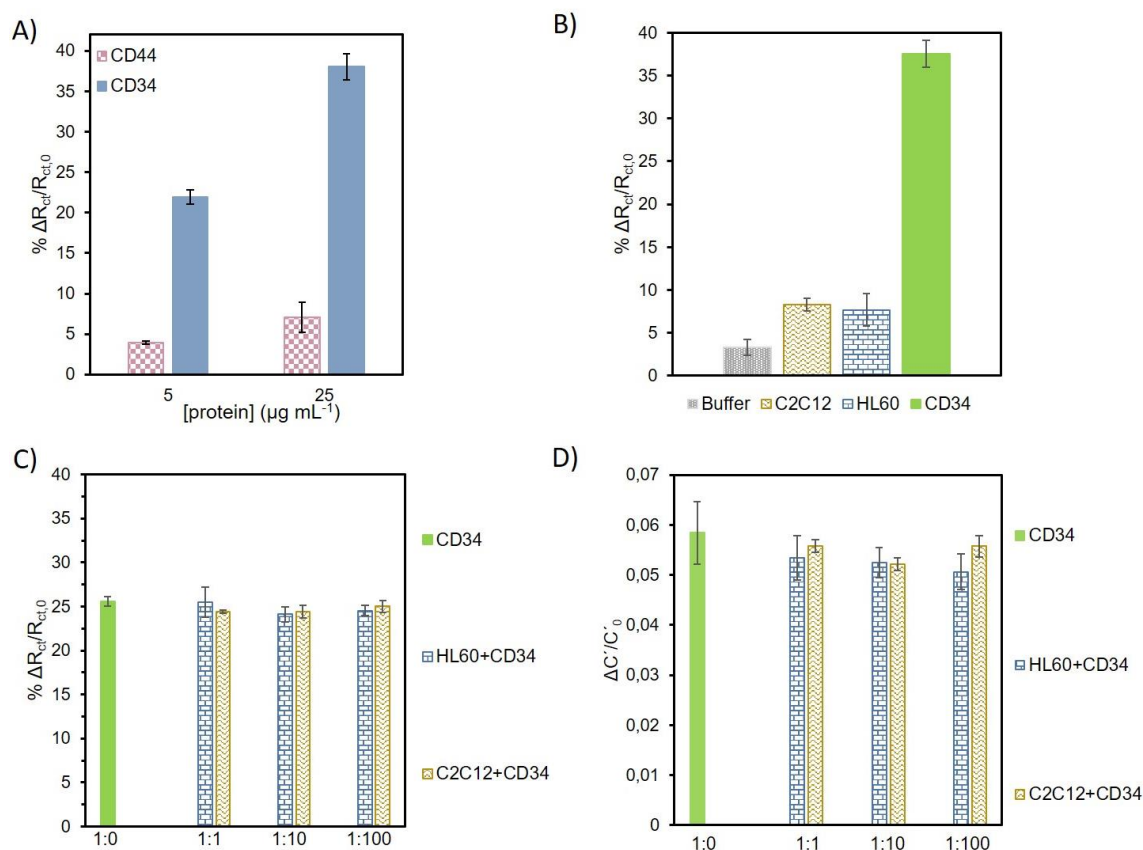 A)
CD44
CD34
40
35
30
25
20
15
10
5
0
% ΔRct/Rct,0
5
25
[protein] (µg mL⁻¹)
B)
40
35
30
25
20
15
10
5
0
% ΔRct/Rct,0
Buffer
C2C12
HL60
CD34
C)
40
35
30
25
20
15
10
5
0
% ΔRct/Rct,0
1:0
1:1
1:10
1:100
CD34
HL60+CD34
C2C12+CD34
D)
0,07
0,06
0,05
0,04
0,03
0,02
0,01
0,00
ΔC´/C´0
1:0
1:1
1:10
1:100
CD34
HL60+CD34
C2C12+CD34